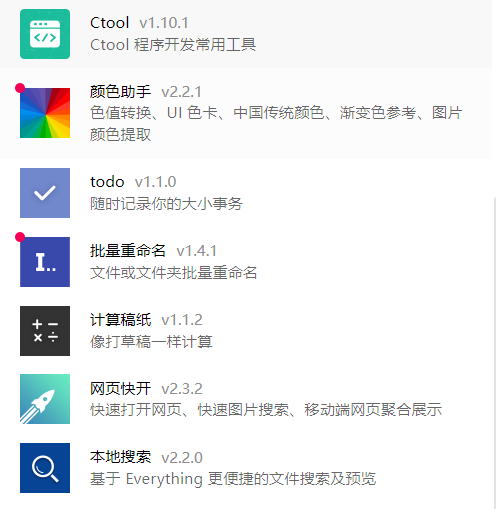 Ctool v1.10.1
Ctool 程序开发常用工具
颜色助手 v2.2.1
色值转换、UI 色卡、中国传统颜色、渐变色参考、图片
颜色提取
todo v1.1.0
随时记录你的大小事务
I..
批量重命名 v1.4.1
文件或文件夹批量重命名
计算稿纸 v1.1.2
像打草稿一样计算
网页快开 v2.3.2
快速打开网页、快速图片搜索、移动端网页聚合展示
本地搜索 v2.2.0
基于 Everything 更便捷的文件搜索及预览